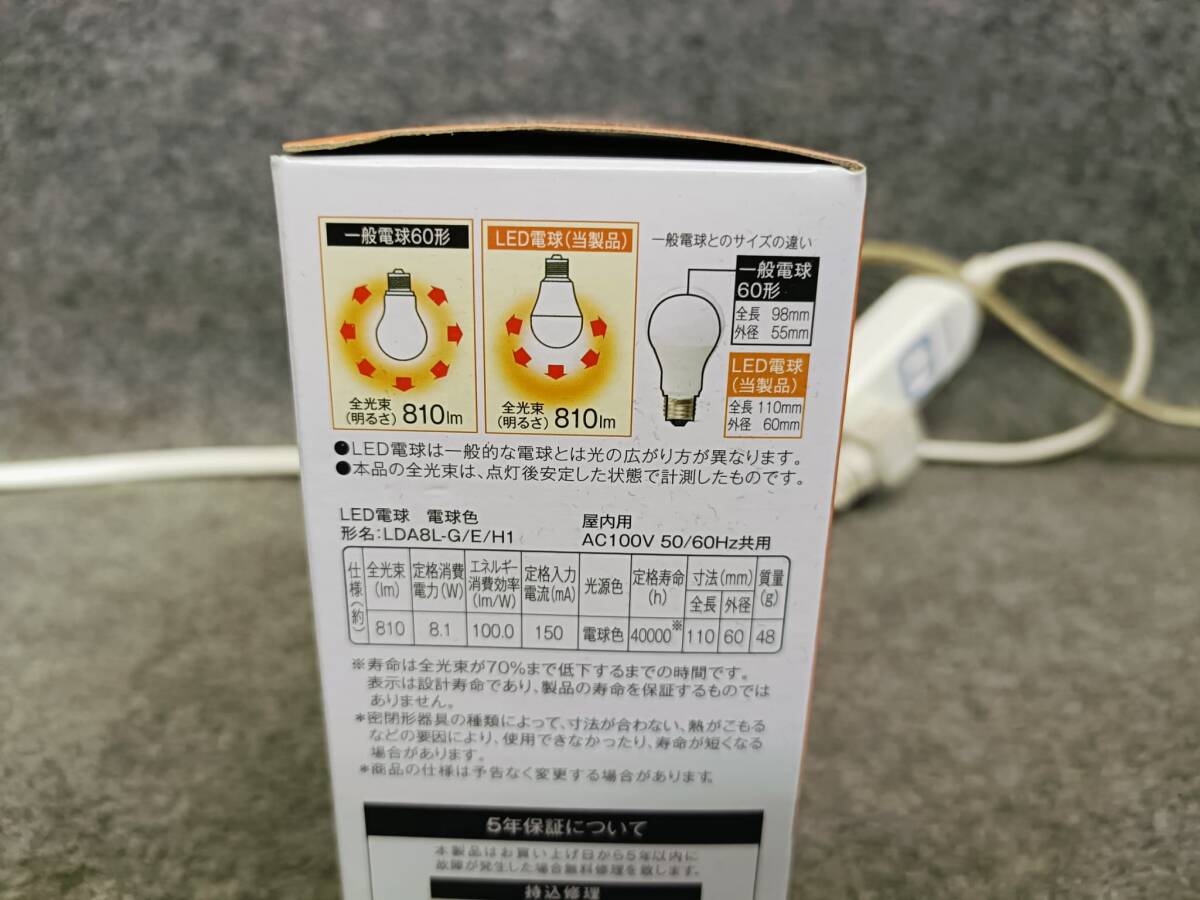 一般電球60形
全光束
(明るさ) 810lm
LED電球(当製品)
全光束
(明るさ) 810lm
一般電球とのサイズの違い
一般電球
60形
全長 98mm
外径 55mm
LED電球
(当製品)
全長 110mm
外径 60mm
●LED電球は一般的な電球とは光の広がり方が異なります。
●本品の全光束は、点灯後安定した状態で計測したものです。
LED電球 電球色 屋内用
形名:LDA8L-G/E/H1 AC100V 50/60Hz共用
仕様(約) 全光束(lm) 定格消費電力(W) エネルギー消費効率(lm/W) 定格入力電流(mA) 光源色 定格寿命(h) 寸法(mm) 全長 外径 質量(g)
810 8.1 100.0 150 電球色 40000※ 110 60 48
※寿命は全光束が70%まで低下するまでの時間です。
表示は設計寿命であり、製品の寿命を保証するものでは
ありません。
*密閉形器具の種類によって、寸法が合わない、熱がこもる
などの要因により、使用できなかったり、寿命が短くなる
場合があります。
*商品の仕様は予告なく変更する場合があります。
5年保証について
本製品はお買い上げ日から5年以内に
故障が発生した場合無料修理を致します。
持込修理